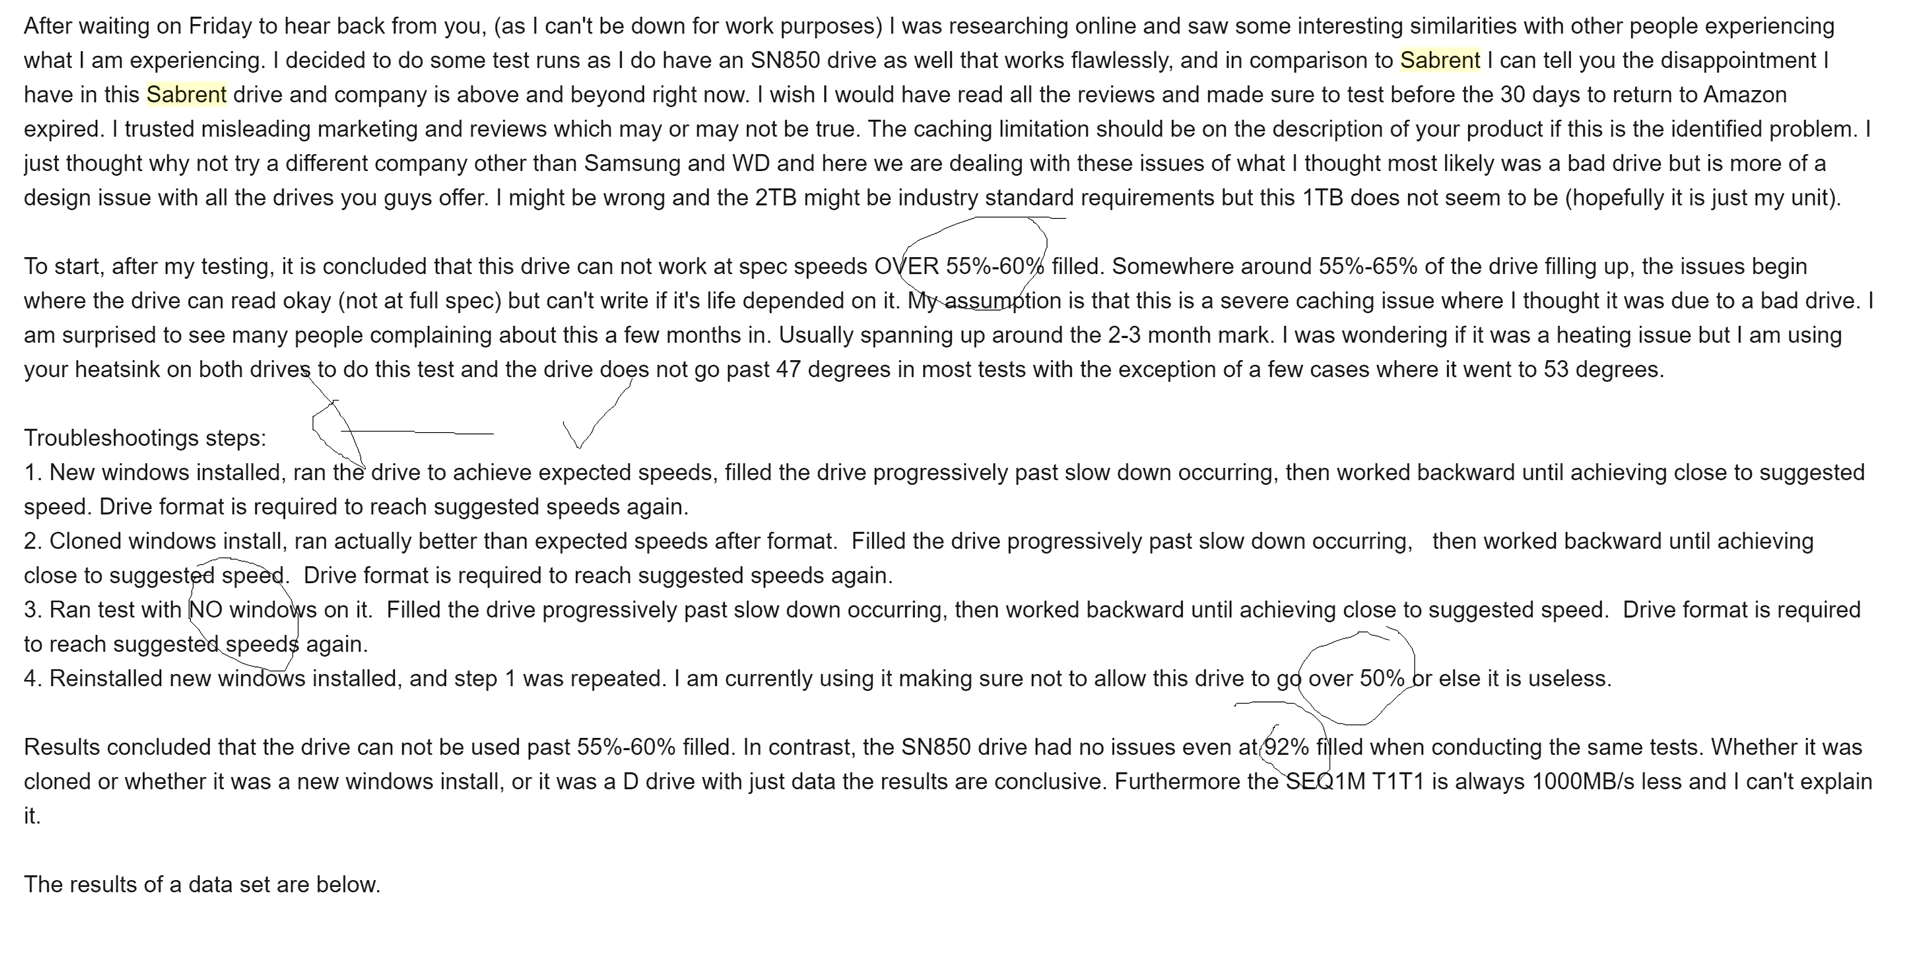 After waiting on Friday to hear back from you, (as I can't be down for work purposes) I was researching online and saw some interesting similarities with other people experiencing
what I am experiencing. I decided to do some test runs as I do have an SN850 drive as well that works flawlessly, and in comparison to Sabrent I can tell you the disappointment I
have in this Sabrent drive and company is above and beyond right now. I wish I would have read all the reviews and made sure to test before the 30 days to return to Amazon
expired. I trusted misleading marketing and reviews which may or may not be true. The caching limitation should be on the description of your product if this is the identified problem. I
just thought why not try a different company other than Samsung and WD and here we are dealing with these issues of what I thought most likely was a bad drive but is more of a
design issue with all the drives you guys offer. I might be wrong and the 2TB might be industry standard requirements but this 1TB does not seem to be (hopefully it is just my unit).
To start, after my testing, it is concluded that this drive can not work at spec speeds OVER 55%-60% filled. Somewhere around 55%-65% of the drive filling up, the issues begin
where the drive can read okay (not at full spec) but can't write if it's life depended on it. My assumption is that this is a severe caching issue where I thought it was due to a bad drive. I
am surprised to see many people complaining about this a few months in. Usually spanning up around the 2-3 month mark. I was wondering if it was a heating issue but I am using
your heatsink on both drives to do this test and the drive does not go past 47 degrees in most tests with the exception of a few cases where it went to 53 degrees.
Troubleshootings steps:
1. New windows installed, ran the drive to achieve expected speeds, filled the drive progressively past slow down occurring, then worked backward until achieving close to suggested
speed. Drive format is required to reach suggested speeds again.
2. Cloned windows install, ran actually better than expected speeds after format.  Filled the drive progressively past slow down occurring,   then worked backward until achieving
close to suggested speed.  Drive format is required to reach suggested speeds again.
3. Ran test with NO windows on it.  Filled the drive progressively past slow down occurring, then worked backward until achieving close to suggested speed.  Drive format is required
to reach suggested speeds again.
4. Reinstalled new windows installed, and step 1 was repeated. I am currently using it making sure not to allow this drive to go over 50% or else it is useless.
Results concluded that the drive can not be used past 55%-60% filled. In contrast, the SN850 drive had no issues even at 92% filled when conducting the same tests. Whether it was
cloned or whether it was a new windows install, or it was a D drive with just data the results are conclusive. Furthermore the SEQ1M T1T1 is always 1000MB/s less and I can't explain
it.
The results of a data set are below.